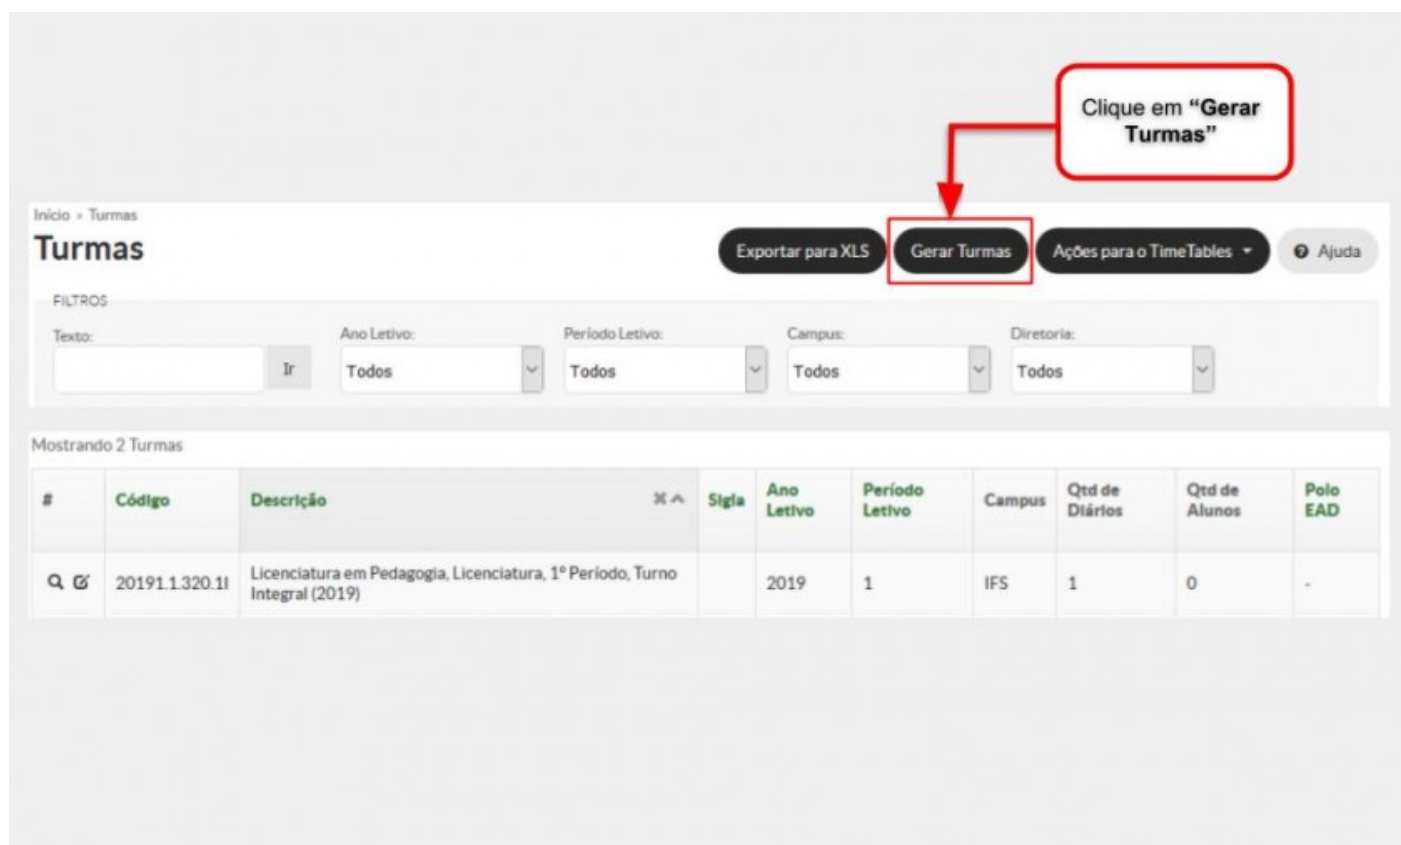 Clique em “Gerar
Turmas”
Início » Turmas
Turmas
Exportar para XLS
Gerar Turmas
Ações para o TimeTables
Ajuda
FILTROS
Texto:
Ano Letivo:
Período Letivo:
Campus:
Diretoria:
Ir
Todos
Todos
Todos
Todos
Mostrando 2 Turmas
# Código Descrição Sigla Ano Letivo Período Letivo Campus Qtd de Diários Qtd de Alunos Polo EAD
20191.1.320.1I Licenciatura em Pedagogia, Licenciatura, 1º Período, Turno
Integral (2019) 2019 1 IFS 1 0 -